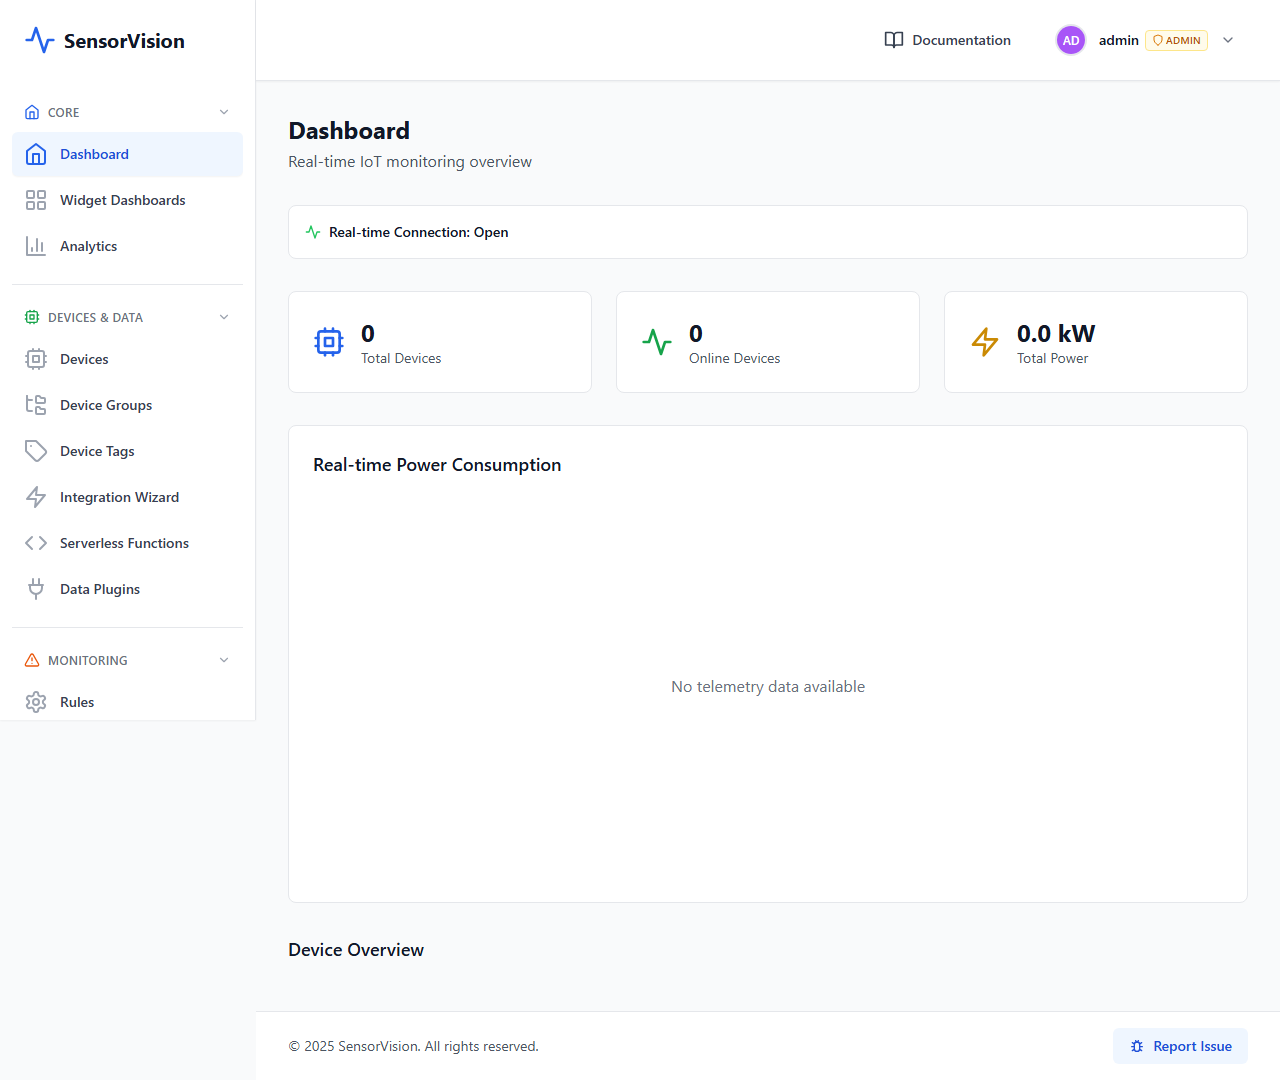 SensorVision
Documentation
AD
admin
ADMIN
CORE
Dashboard
Widget Dashboards
Analytics
DEVICES & DATA
Devices
Device Groups
Device Tags
Integration Wizard
Serverless Functions
Data Plugins
MONITORING
Rules
Dashboard
Real-time IoT monitoring overview
Real-time Connection: Open
0
Total Devices
0
Online Devices
0.0 kW
Total Power
Real-time Power Consumption
No telemetry data available
Device Overview
© 2025 SensorVision. All rights reserved.
Report Issue